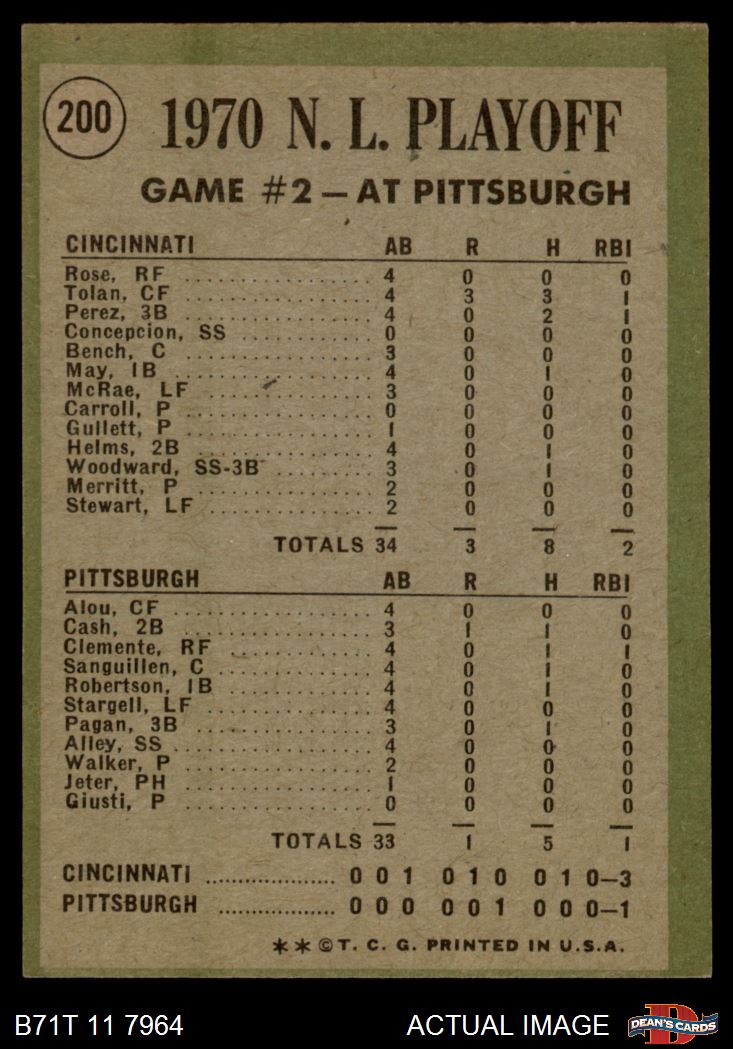 200 1970 N. L. PLAYOFF
GAME #2 — AT PITTSBURGH
CINCINNATI AB R H RBI
Rose, RF .................... 4 0 0 0
Tolan, CF .................... 4 3 3 1
Perez, 3B .................... 4 0 2 1
Concepcion, SS .............. 0 0 0 0
Bench, C .................... 3 0 0 0
May, 1B .................... 4 0 1 0
McRae, LF .................. 3 0 0 0
Carroll, P .................... 0 0 0 0
Gullett, P .................... 1 0 0 0
Helms, 2B .................. 4 0 1 0
Woodward, SS-3B .......... 3 0 1 0
Merritt, P .................. 2 0 0 0
Stewart, LF ................ 2 0 0 0
TOTALS 34 3 8 2
PITTSBURGH AB R H RBI
Alou, CF .................... 4 0 0 0
Cash, 2B .................... 3 1 1 0
Clemente, RF .............. 4 0 1 1
Sanguillen, C ................ 4 0 1 0
Robertson, 1B .............. 4 0 1 0
Stargell, LF ................ 4 0 0 0
Pagan, 3B .................. 3 0 1 0
Alley, SS .................... 4 0 0 0
Walker, P .................. 2 0 0 0
Jeter, PH .................. 1 0 0 0
Giusti, P .................... 0 0 0 0
TOTALS 33 1 5 1
CINCINNATI .................. 0 0 1 0 1 0 0 1 0—3
PITTSBURGH ................ 0 0 0 0 0 1 0 0 0—1
**©T. C. G. PRINTED IN U.S.A.
B71T 11 7964 ACTUAL IMAGE DEAN'S CARDS